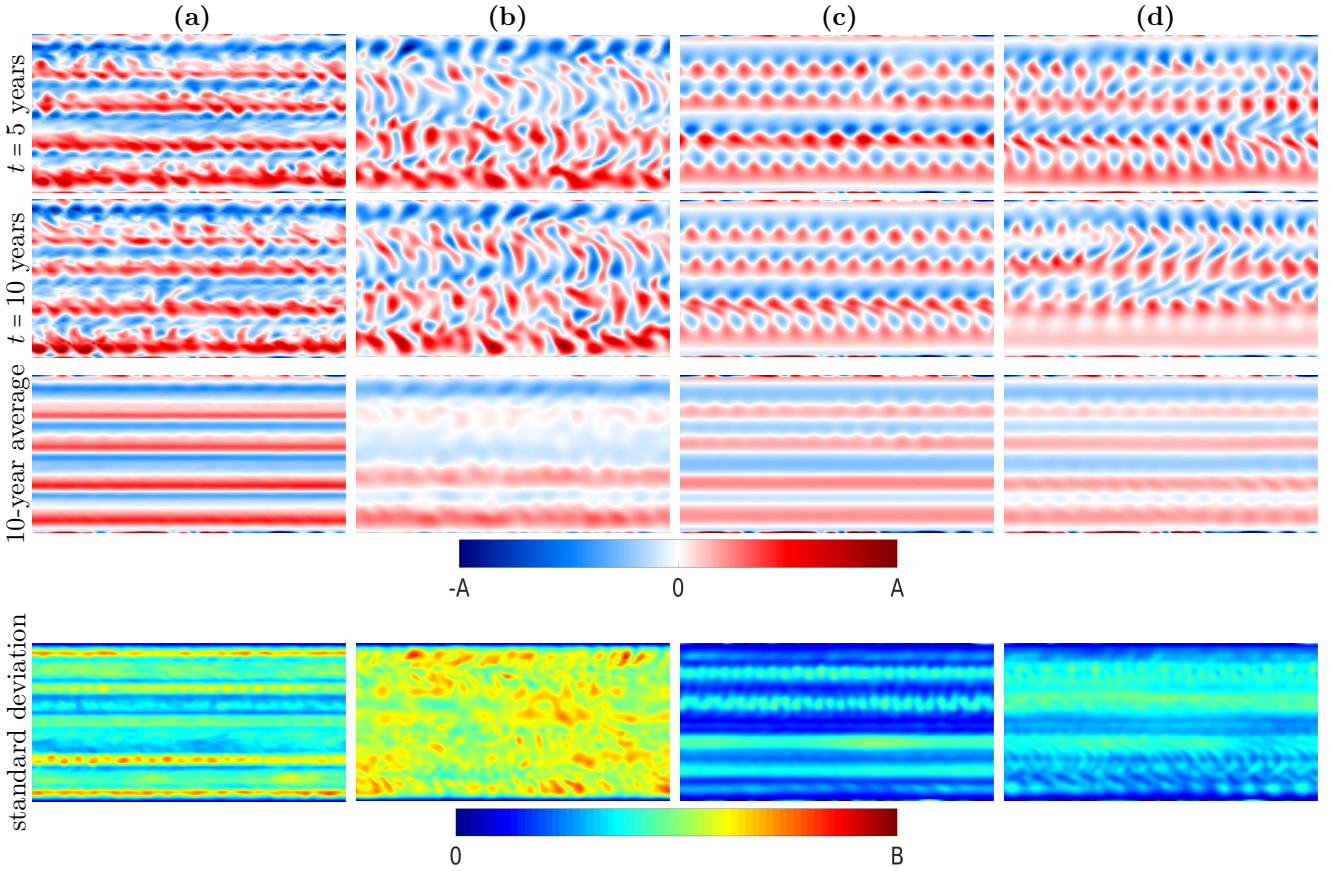 (a) (b) (c) (d)
t = 5 years
t = 10 years
10-year average
-A 0 A
standard deviation
0 B